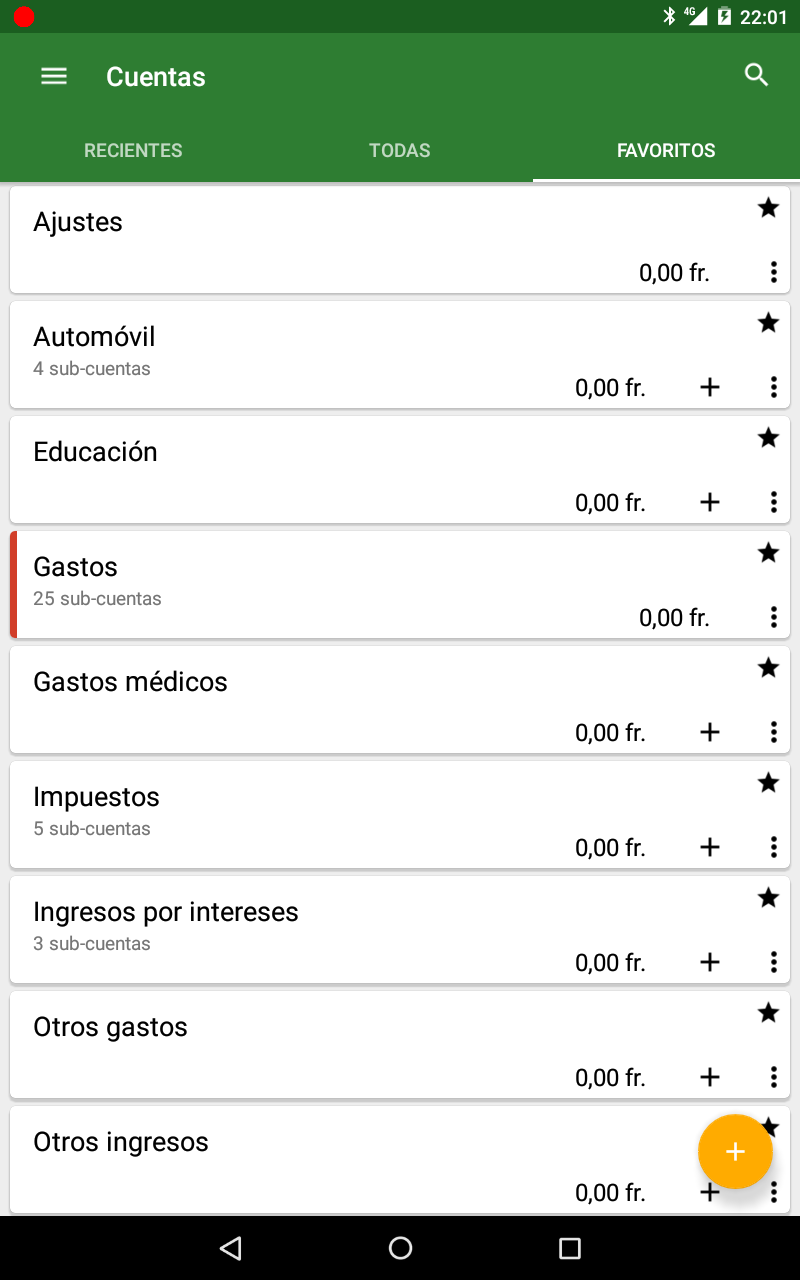 4G 22:01
Cuentas
RECIENTES TODAS FAVORITOS
Ajustes
0,00 fr.
Automóvil
4 sub-cuentas
0,00 fr.
Educación
0,00 fr.
Gastos
25 sub-cuentas
0,00 fr.
Gastos médicos
0,00 fr.
Impuestos
5 sub-cuentas
0,00 fr.
Ingresos por intereses
3 sub-cuentas
0,00 fr.
Otros gastos
0,00 fr.
Otros ingresos
0,00 fr.